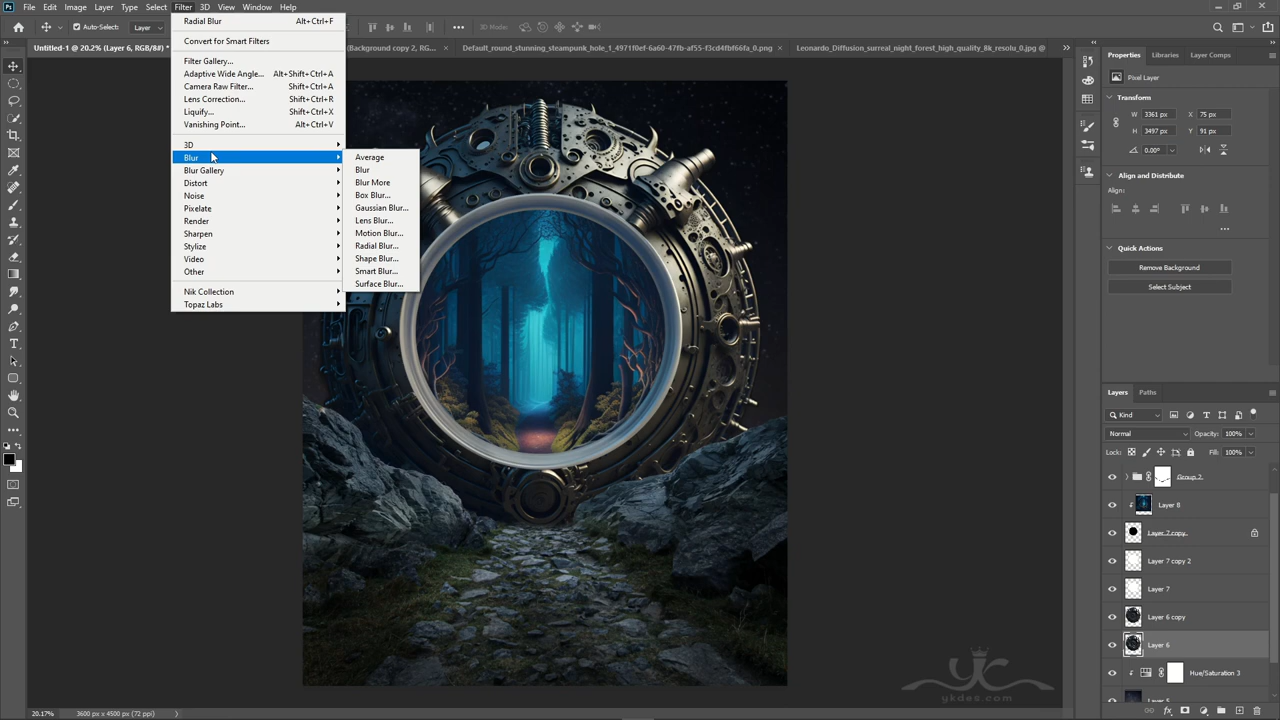 File Edit Image Layer Type Select Filter 3D View Window Help
Auto-Select: Layer 3D Mode:
Untitled-1 @ 20.2% (Layer 6, RGB/8#) *
(Background copy 2, RG...
Default_round_stunning_steampunk_hole_1_4971f0ef-6a60-47fb-af55-f3cd4fbf66fa_0.png
Leonardo_Diffusion_surreal_night_forest_high_quality_8k_resolu_0.jpg @
Radial Blur Alt+Ctrl+F
Convert for Smart Filters
Filter Gallery...
Adaptive Wide Angle... Alt+Shift+Ctrl+A
Camera Raw Filter... Shift+Ctrl+A
Lens Correction... Shift+Ctrl+R
Liquify... Shift+Ctrl+X
Vanishing Point... Alt+Ctrl+V
3D
Blur
Blur Gallery
Distort
Noise
Pixelate
Render
Sharpen
Stylize
Video
Other
Nik Collection
Topaz Labs
Average
Blur
Blur More
Box Blur...
Gaussian Blur...
Lens Blur...
Motion Blur...
Radial Blur...
Shape Blur...
Smart Blur...
Surface Blur...
Properties Libraries Layer Comps
Pixel Layer
Transform
W 3361 px X 75 px
H 3497 px Y 91 px
0.00°
Align and Distribute
Align:
Quick Actions
Remove Background
Select Subject
Layers Paths
Kind
Normal Opacity: 100%
Lock: Fill: 100%
Group 2
Layer 8
Layer 7 copy
Layer 7 copy 2
Layer 7
Layer 6 copy
Layer 6
Hue/Saturation 3
Layer 5
yc
ykdes.com
20.17% 3600 px x 4500 px (72 ppi)